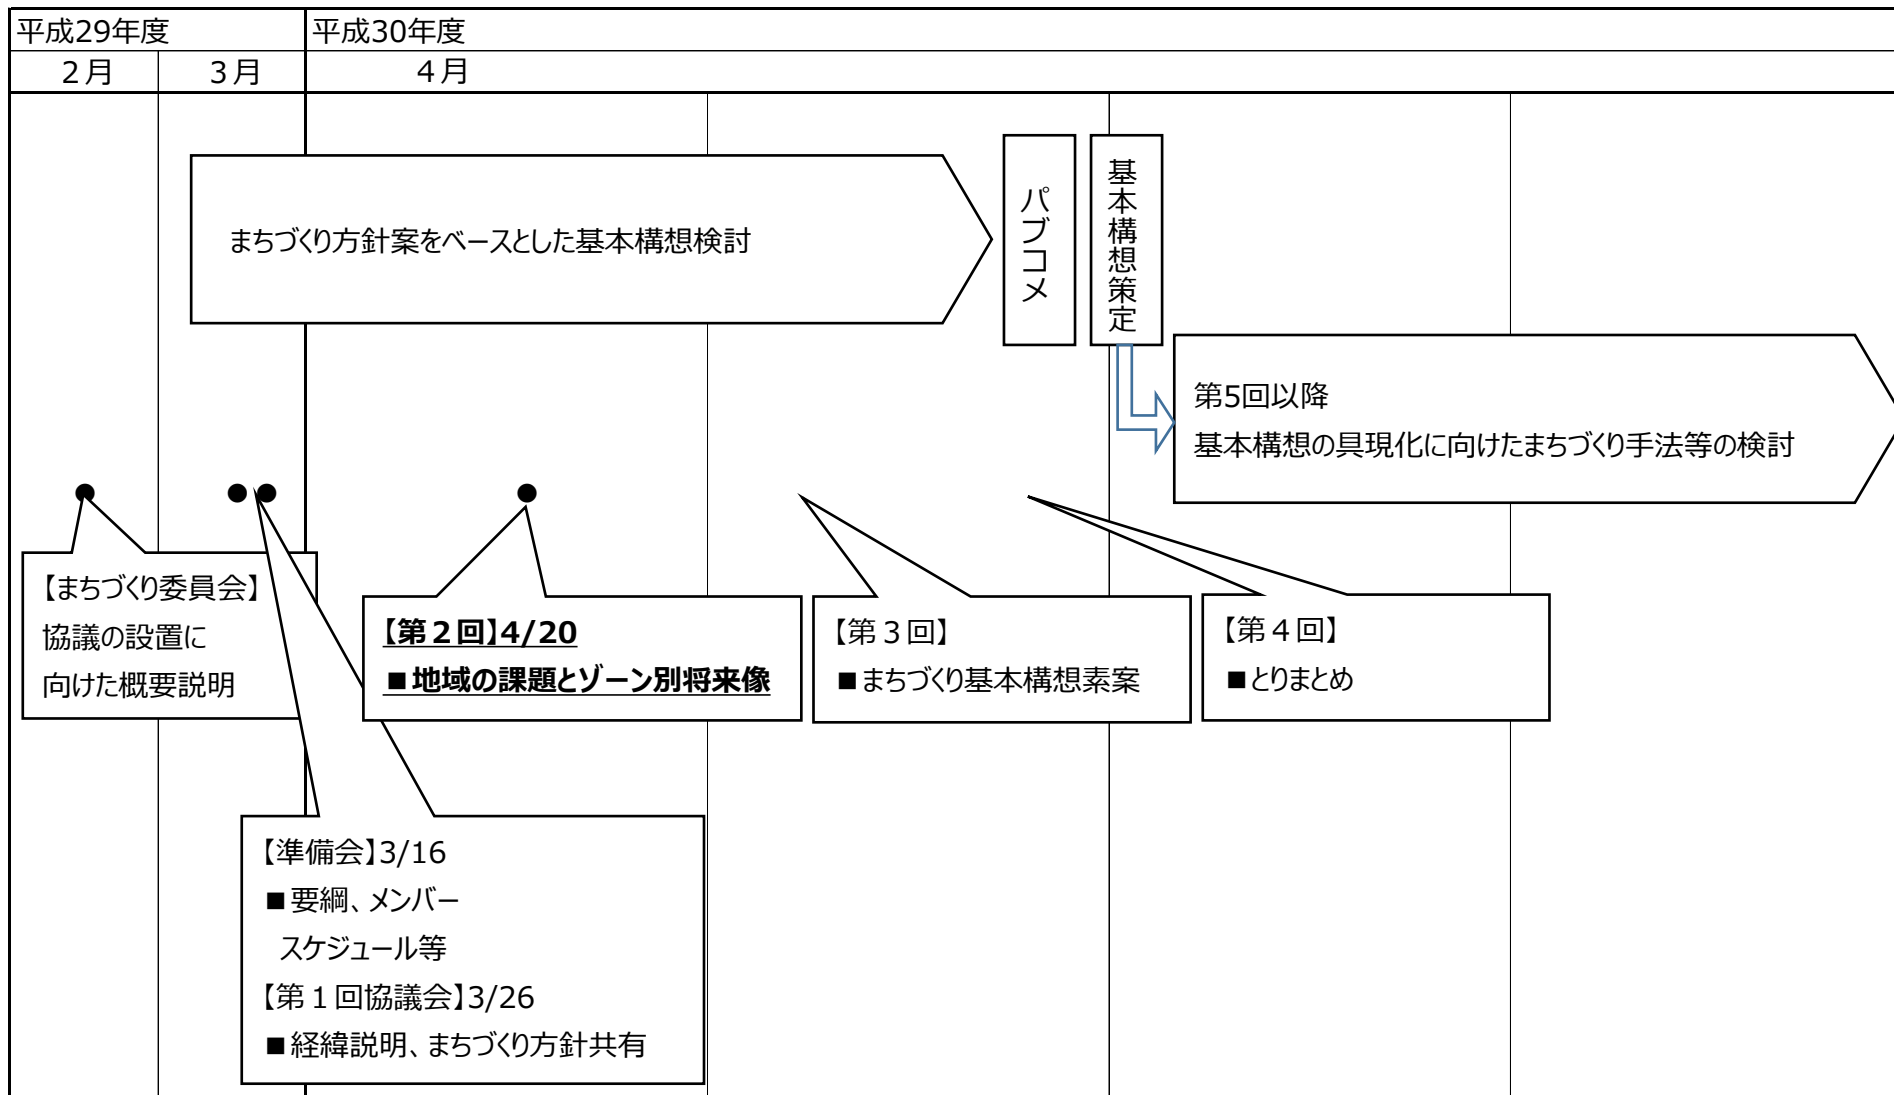 平成29年度
平成30年度
２月
３月
４月
まちづくり方針案をベースとした基本構想検討
パブコメ
基本構想策定
第5回以降
基本構想の具現化に向けたまちづくり手法等の検討
【まちづくり委員会】
協議の設置に
向けた概要説明
【第２回】4/20
■地域の課題とゾーン別将来像
【第３回】
■まちづくり基本構想素案
【第４回】
■とりまとめ
【準備会】3/16
■要綱、メンバー
スケジュール等
【第１回協議会】3/26
■経緯説明、まちづくり方針共有